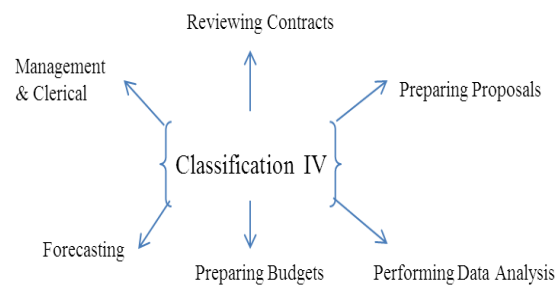 Reviewing Contracts
Management
& Clerical
Preparing Proposals
Classification IV
Forecasting
Preparing Budgets
Performing Data Analysis